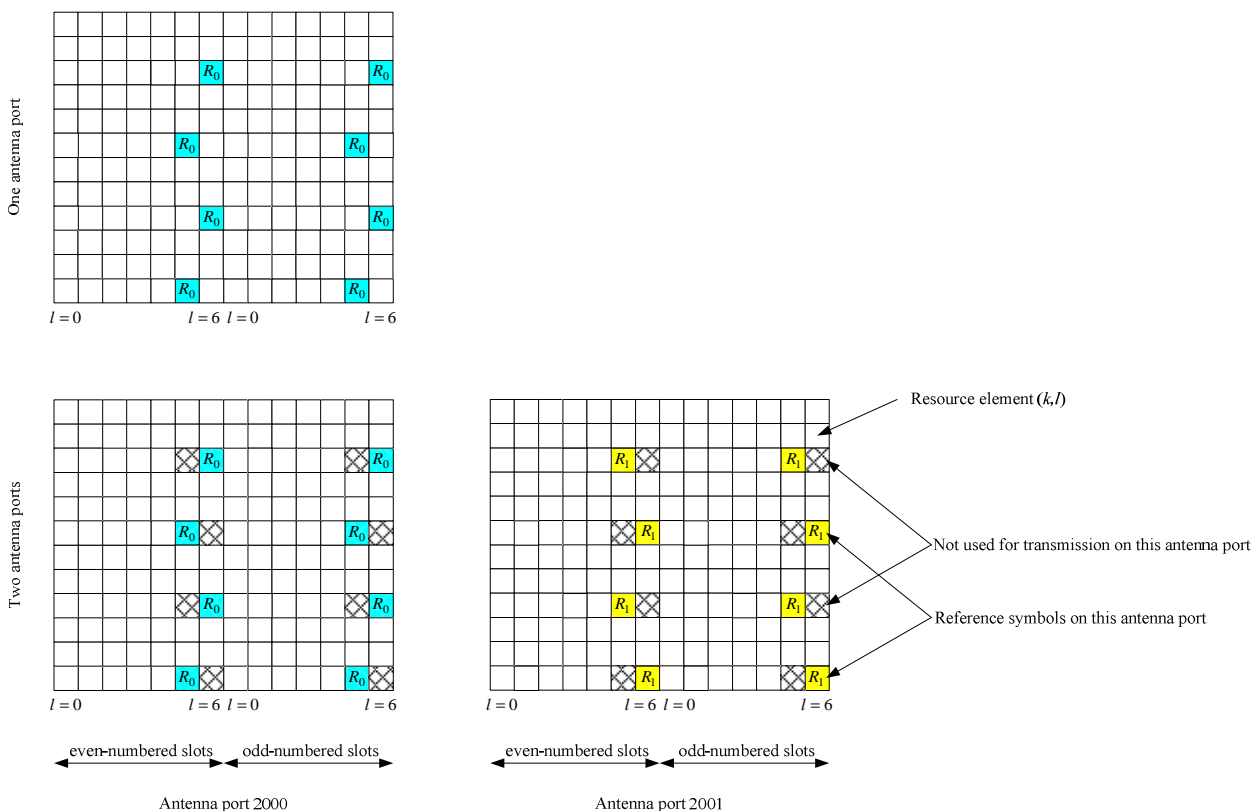 One antenna port
R0 R0
R0 R0
R0 R0
R0 R0
l = 0 l = 6 l = 0 l = 6
Two antenna ports
Resource element (k,l)
R0 R0 R1 R1
R0 R0 R1 R1
Not used for transmission on this antenna port
R0 R0 R1 R1
Reference symbols on this antenna port
R0 R0 R1 R1
l = 0 l = 6 l = 0 l = 6 l = 0 l = 6 l = 0 l = 6
even-numbered slots odd-numbered slots even-numbered slots odd-numbered slots
Antenna port 2000 Antenna port 2001